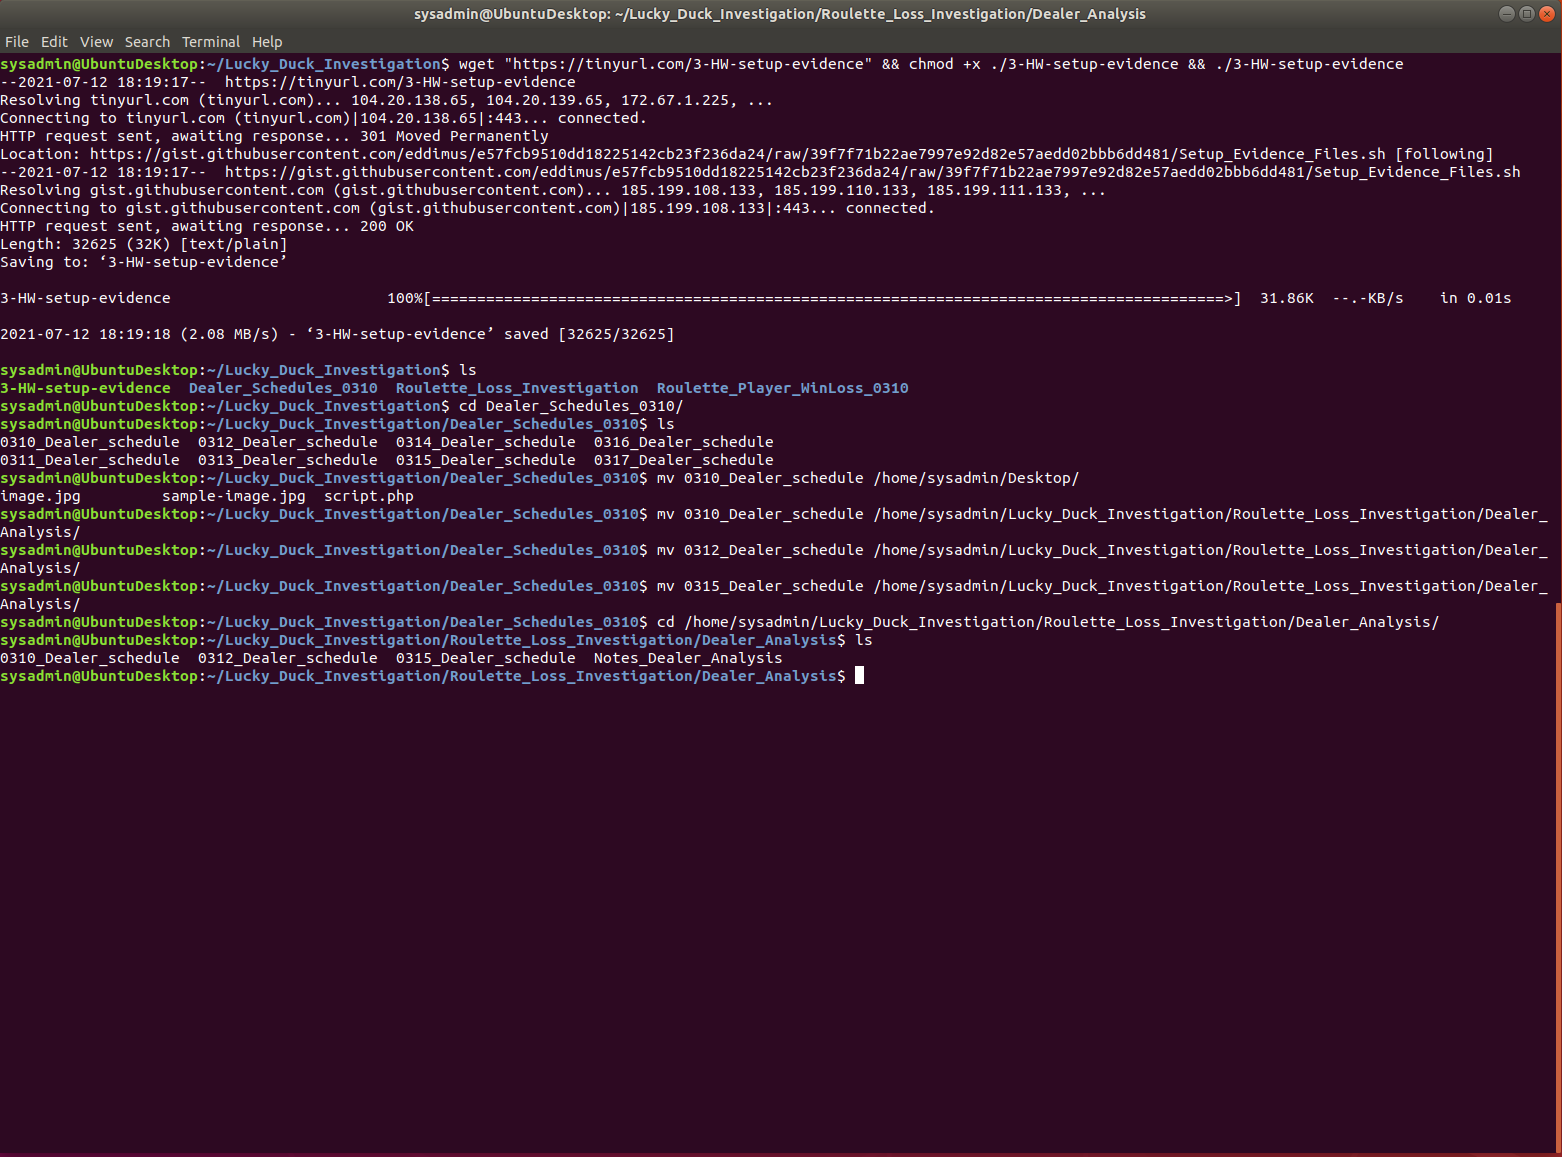 sysadmin@UbuntuDesktop: ~/Lucky_Duck_Investigation/Roulette_Loss_Investigation/Dealer_Analysis
File Edit View Search Terminal Help
sysadmin@UbuntuDesktop:~/Lucky_Duck_Investigation$ wget "https://tinyurl.com/3-HW-setup-evidence" && chmod +x ./3-HW-setup-evidence && ./3-HW-setup-evidence
--2021-07-12 18:19:17--  https://tinyurl.com/3-HW-setup-evidence
Resolving tinyurl.com (tinyurl.com)... 104.20.138.65, 104.20.139.65, 172.67.1.225, ...
Connecting to tinyurl.com (tinyurl.com)|104.20.138.65|:443... connected.
HTTP request sent, awaiting response... 301 Moved Permanently
Location: https://gist.githubusercontent.com/eddimus/e57fcb9510dd18225142cb23f236da24/raw/39f7f71b22ae7997e92d82e57aedd02bbb6dd481/Setup_Evidence_Files.sh [following]
--2021-07-12 18:19:17--  https://gist.githubusercontent.com/eddimus/e57fcb9510dd18225142cb23f236da24/raw/39f7f71b22ae7997e92d82e57aedd02bbb6dd481/Setup_Evidence_Files.sh
Resolving gist.githubusercontent.com (gist.githubusercontent.com)... 185.199.108.133, 185.199.110.133, 185.199.111.133, ...
Connecting to gist.githubusercontent.com (gist.githubusercontent.com)|185.199.108.133|:443... connected.
HTTP request sent, awaiting response... 200 OK
Length: 32625 (32K) [text/plain]
Saving to: ‘3-HW-setup-evidence’
3-HW-setup-evidence 100%[========================================================================================>] 31.86K --.-KB/s in 0.01s
2021-07-12 18:19:18 (2.08 MB/s) - ‘3-HW-setup-evidence’ saved [32625/32625]
sysadmin@UbuntuDesktop:~/Lucky_Duck_Investigation$ ls
3-HW-setup-evidence  Dealer_Schedules_0310  Roulette_Loss_Investigation  Roulette_Player_WinLoss_0310
sysadmin@UbuntuDesktop:~/Lucky_Duck_Investigation$ cd Dealer_Schedules_0310/
sysadmin@UbuntuDesktop:~/Lucky_Duck_Investigation/Dealer_Schedules_0310$ ls
0310_Dealer_schedule  0312_Dealer_schedule  0314_Dealer_schedule  0316_Dealer_schedule
0311_Dealer_schedule  0313_Dealer_schedule  0315_Dealer_schedule  0317_Dealer_schedule
sysadmin@UbuntuDesktop:~/Lucky_Duck_Investigation/Dealer_Schedules_0310$ mv 0310_Dealer_schedule /home/sysadmin/Desktop/
image.jpg         sample-image.jpg  script.php
sysadmin@UbuntuDesktop:~/Lucky_Duck_Investigation/Dealer_Schedules_0310$ mv 0310_Dealer_schedule /home/sysadmin/Lucky_Duck_Investigation/Roulette_Loss_Investigation/Dealer_
Analysis/
sysadmin@UbuntuDesktop:~/Lucky_Duck_Investigation/Dealer_Schedules_0310$ mv 0312_Dealer_schedule /home/sysadmin/Lucky_Duck_Investigation/Roulette_Loss_Investigation/Dealer_
Analysis/
sysadmin@UbuntuDesktop:~/Lucky_Duck_Investigation/Dealer_Schedules_0310$ mv 0315_Dealer_schedule /home/sysadmin/Lucky_Duck_Investigation/Roulette_Loss_Investigation/Dealer_
Analysis/
sysadmin@UbuntuDesktop:~/Lucky_Duck_Investigation/Dealer_Schedules_0310$ cd /home/sysadmin/Lucky_Duck_Investigation/Roulette_Loss_Investigation/Dealer_Analysis/
sysadmin@UbuntuDesktop:~/Lucky_Duck_Investigation/Roulette_Loss_Investigation/Dealer_Analysis$ ls
0310_Dealer_schedule  0312_Dealer_schedule  0315_Dealer_schedule  Notes_Dealer_Analysis
sysadmin@UbuntuDesktop:~/Lucky_Duck_Investigation/Roulette_Loss_Investigation/Dealer_Analysis$